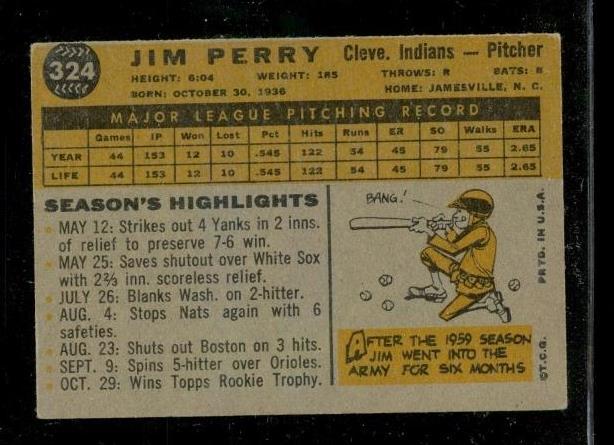 324
JIM PERRY Cleve. Indians — Pitcher
HEIGHT: 6:04 WEIGHT: 185 THROWS: R BATS: B
BORN: OCTOBER 30, 1936 HOME: JAMESVILLE, N. C.
MAJOR LEAGUE PITCHING RECORD
Games IP Won Lost Pct Hits Runs ER SO Walks ERA
YEAR 44 153 12 10 .545 122 54 45 79 55 2.65
LIFE 44 153 12 10 .545 122 54 45 79 55 2.65
SEASON'S HIGHLIGHTS
MAY 12: Strikes out 4 Yanks in 2 inns.
of relief to preserve 7-6 win.
MAY 25: Saves shutout over White Sox
with 2⅔ inn. scoreless relief.
JULY 26: Blanks Wash. on 2-hitter.
AUG. 4: Stops Nats again with 6
safeties.
AUG. 23: Shuts out Boston on 3 hits.
SEPT. 9: Spins 5-hitter over Orioles.
OCT. 29: Wins Topps Rookie Trophy.
BANG!
AFTER THE 1959 SEASON
JIM WENT INTO THE
ARMY FOR SIX MONTHS
©T.C.G. PRTD. IN U.S.A.